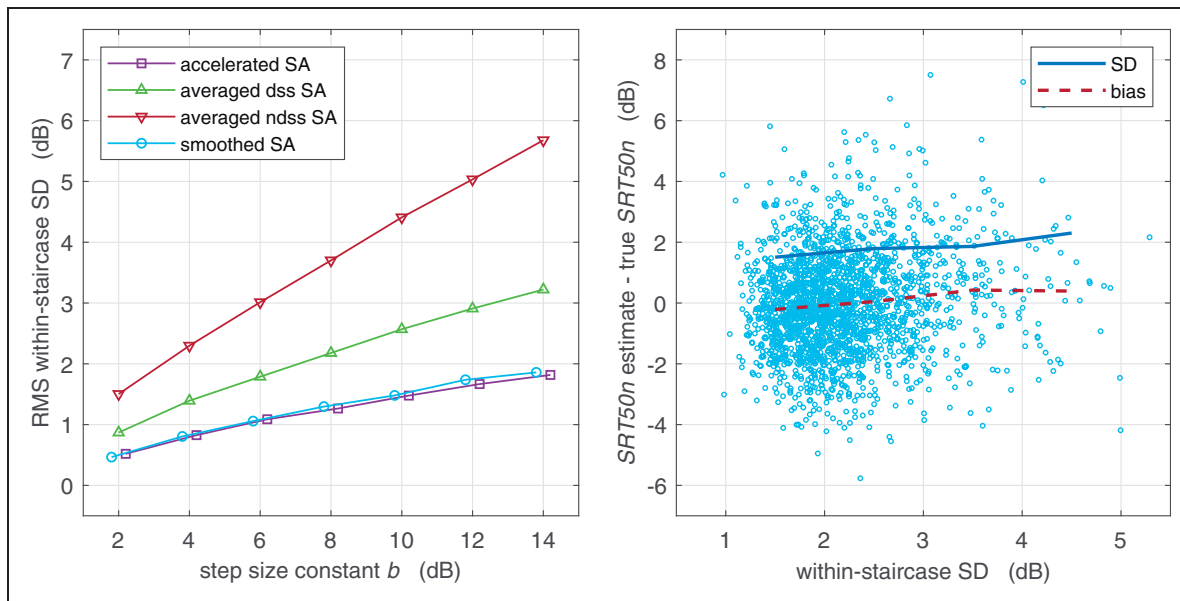 7
6
5
4
3
2
1
0
RMS within-staircase SD (dB)
accelerated SA
averaged dss SA
averaged ndss SA
smoothed SA
2 4 6 8 10 12 14
step size constant b (dB)
8
6
4
2
0
-2
-4
-6
SRT50n estimate - true SRT50n (dB)
SD
bias
1 2 3 4 5
within-staircase SD (dB)